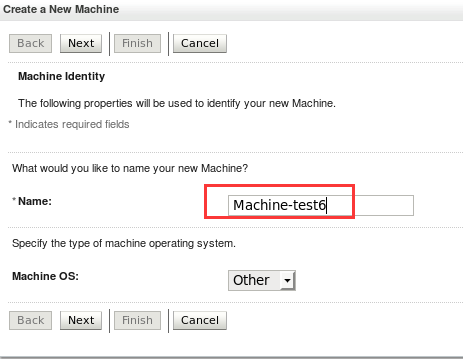 Create a New Machine
Back Next Finish Cancel
Machine Identity
The following properties will be used to identify your new Machine.
* Indicates required fields
What would you like to name your new Machine?
* Name: Machine-test6
Specify the type of machine operating system.
Machine OS: Other
Back Next Finish Cancel